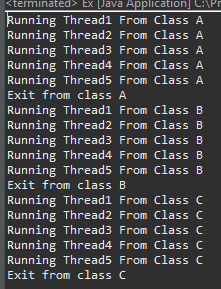 <terminated> Ex [Java Application] C:\Pr
Running Thread1 From Class A
Running Thread2 From Class A
Running Thread3 From Class A
Running Thread4 From Class A
Running Thread5 From Class A
Exit from class A
Running Thread1 From Class B
Running Thread2 From Class B
Running Thread3 From Class B
Running Thread4 From Class B
Running Thread5 From Class B
Exit from class B
Running Thread1 From Class C
Running Thread2 From Class C
Running Thread3 From Class C
Running Thread4 From Class C
Running Thread5 From Class C
Exit from class C